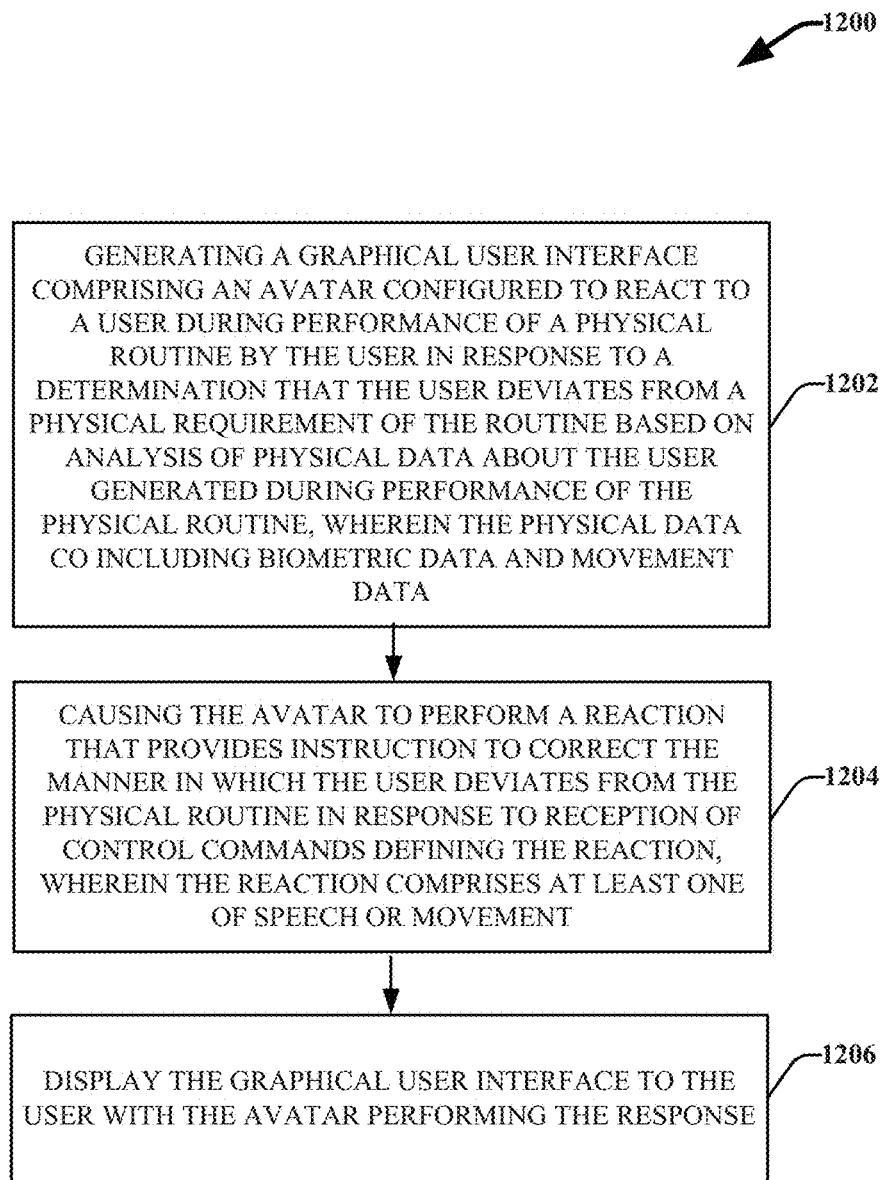 1200
GENERATING A GRAPHICAL USER INTERFACE
COMPRISING AN AVATAR CONFIGURED TO REACT TO
A USER DURING PERFORMANCE OF A PHYSICAL
ROUTINE BY THE USER IN RESPONSE TO A
DETERMINATION THAT THE USER DEVIATES FROM A
PHYSICAL REQUIREMENT OF THE ROUTINE BASED ON
ANALYSIS OF PHYSICAL DATA ABOUT THE USER
GENERATED DURING PERFORMANCE OF THE
PHYSICAL ROUTINE, WHEREIN THE PHYSICAL DATA
CO INCLUDING BIOMETRIC DATA AND MOVEMENT
DATA
1202
CAUSING THE AVATAR TO PERFORM A REACTION
THAT PROVIDES INSTRUCTION TO CORRECT THE
MANNER IN WHICH THE USER DEVIATES FROM THE
PHYSICAL ROUTINE IN RESPONSE TO RECEPTION OF
CONTROL COMMANDS DEFINING THE REACTION,
WHEREIN THE REACTION COMPRISES AT LEAST ONE
OF SPEECH OR MOVEMENT
1204
DISPLAY THE GRAPHICAL USER INTERFACE TO THE
USER WITH THE AVATAR PERFORMING THE RESPONSE
1206